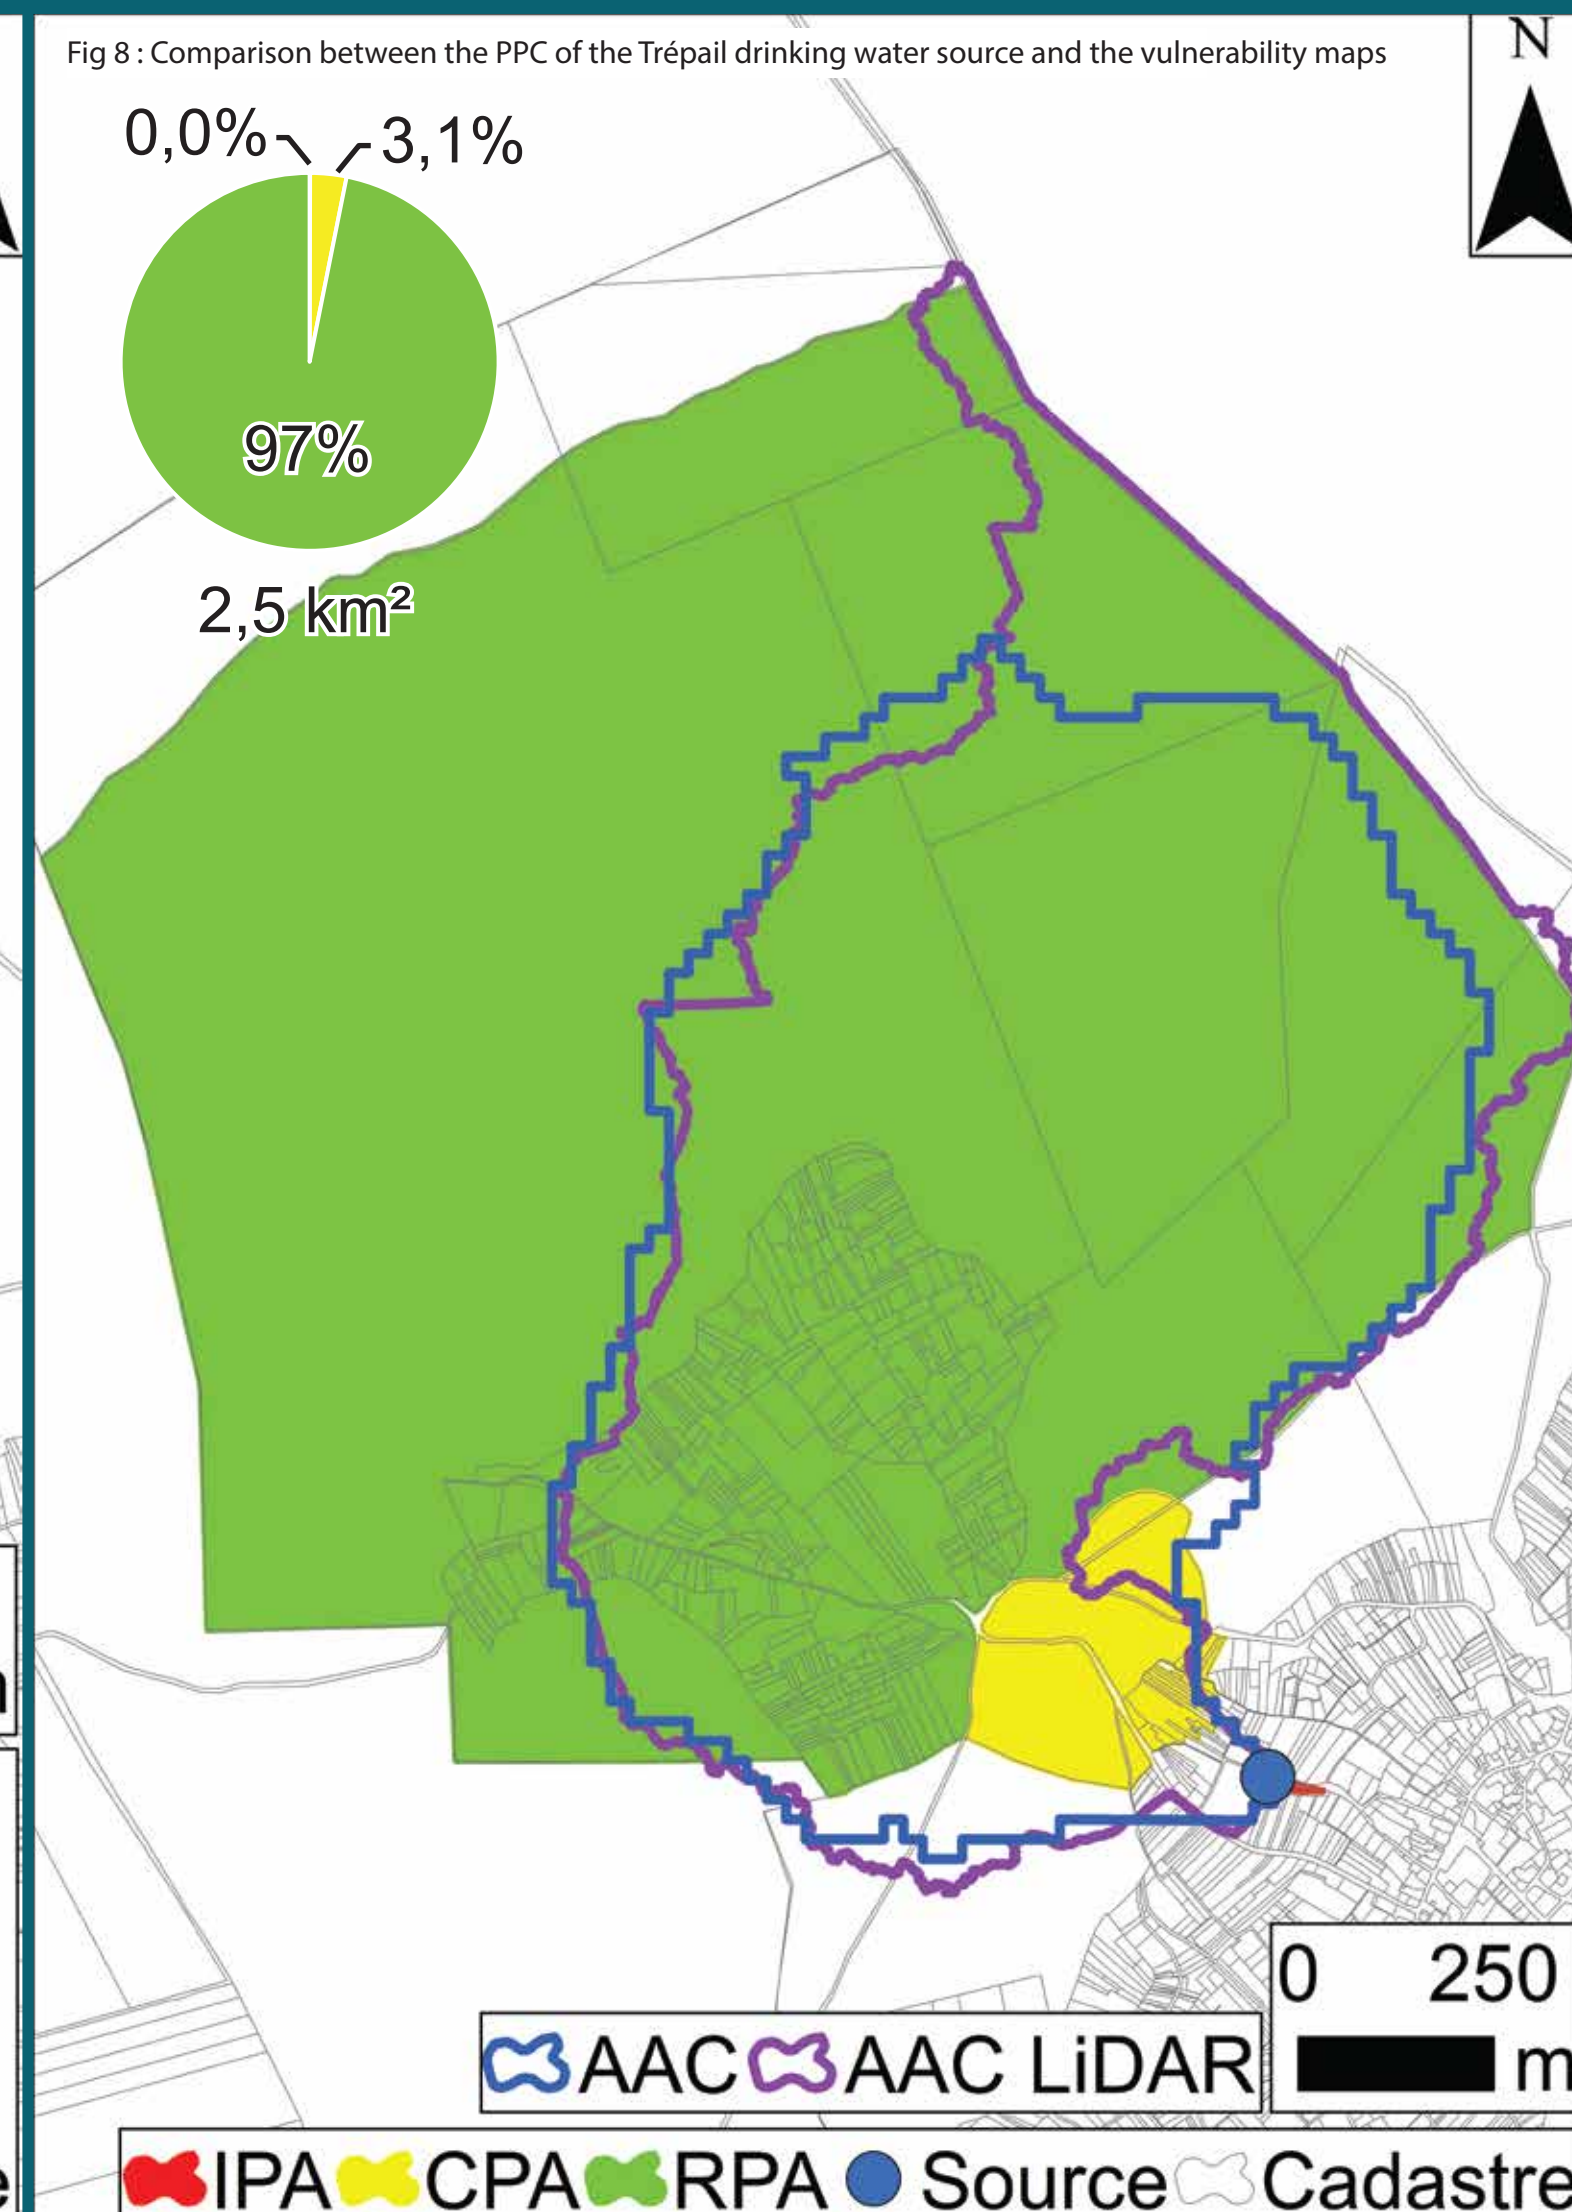 Fig 8 : Comparison between the PPC of the Trépail drinking water source and the vulnerability maps
N
0,0%
3,1%
97%
2,5 km²
0 250
m
AAC AAC LiDAR
IPA CPA RPA Source Cadastre